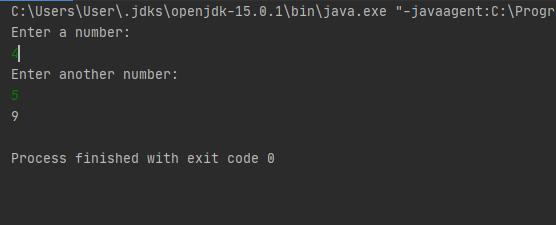 C:\Users\User\.jdks\openjdk-15.0.1\bin\java.exe "-javaagent:C:\Progr
Enter a number:
4
Enter another number:
5
9
Process finished with exit code 0